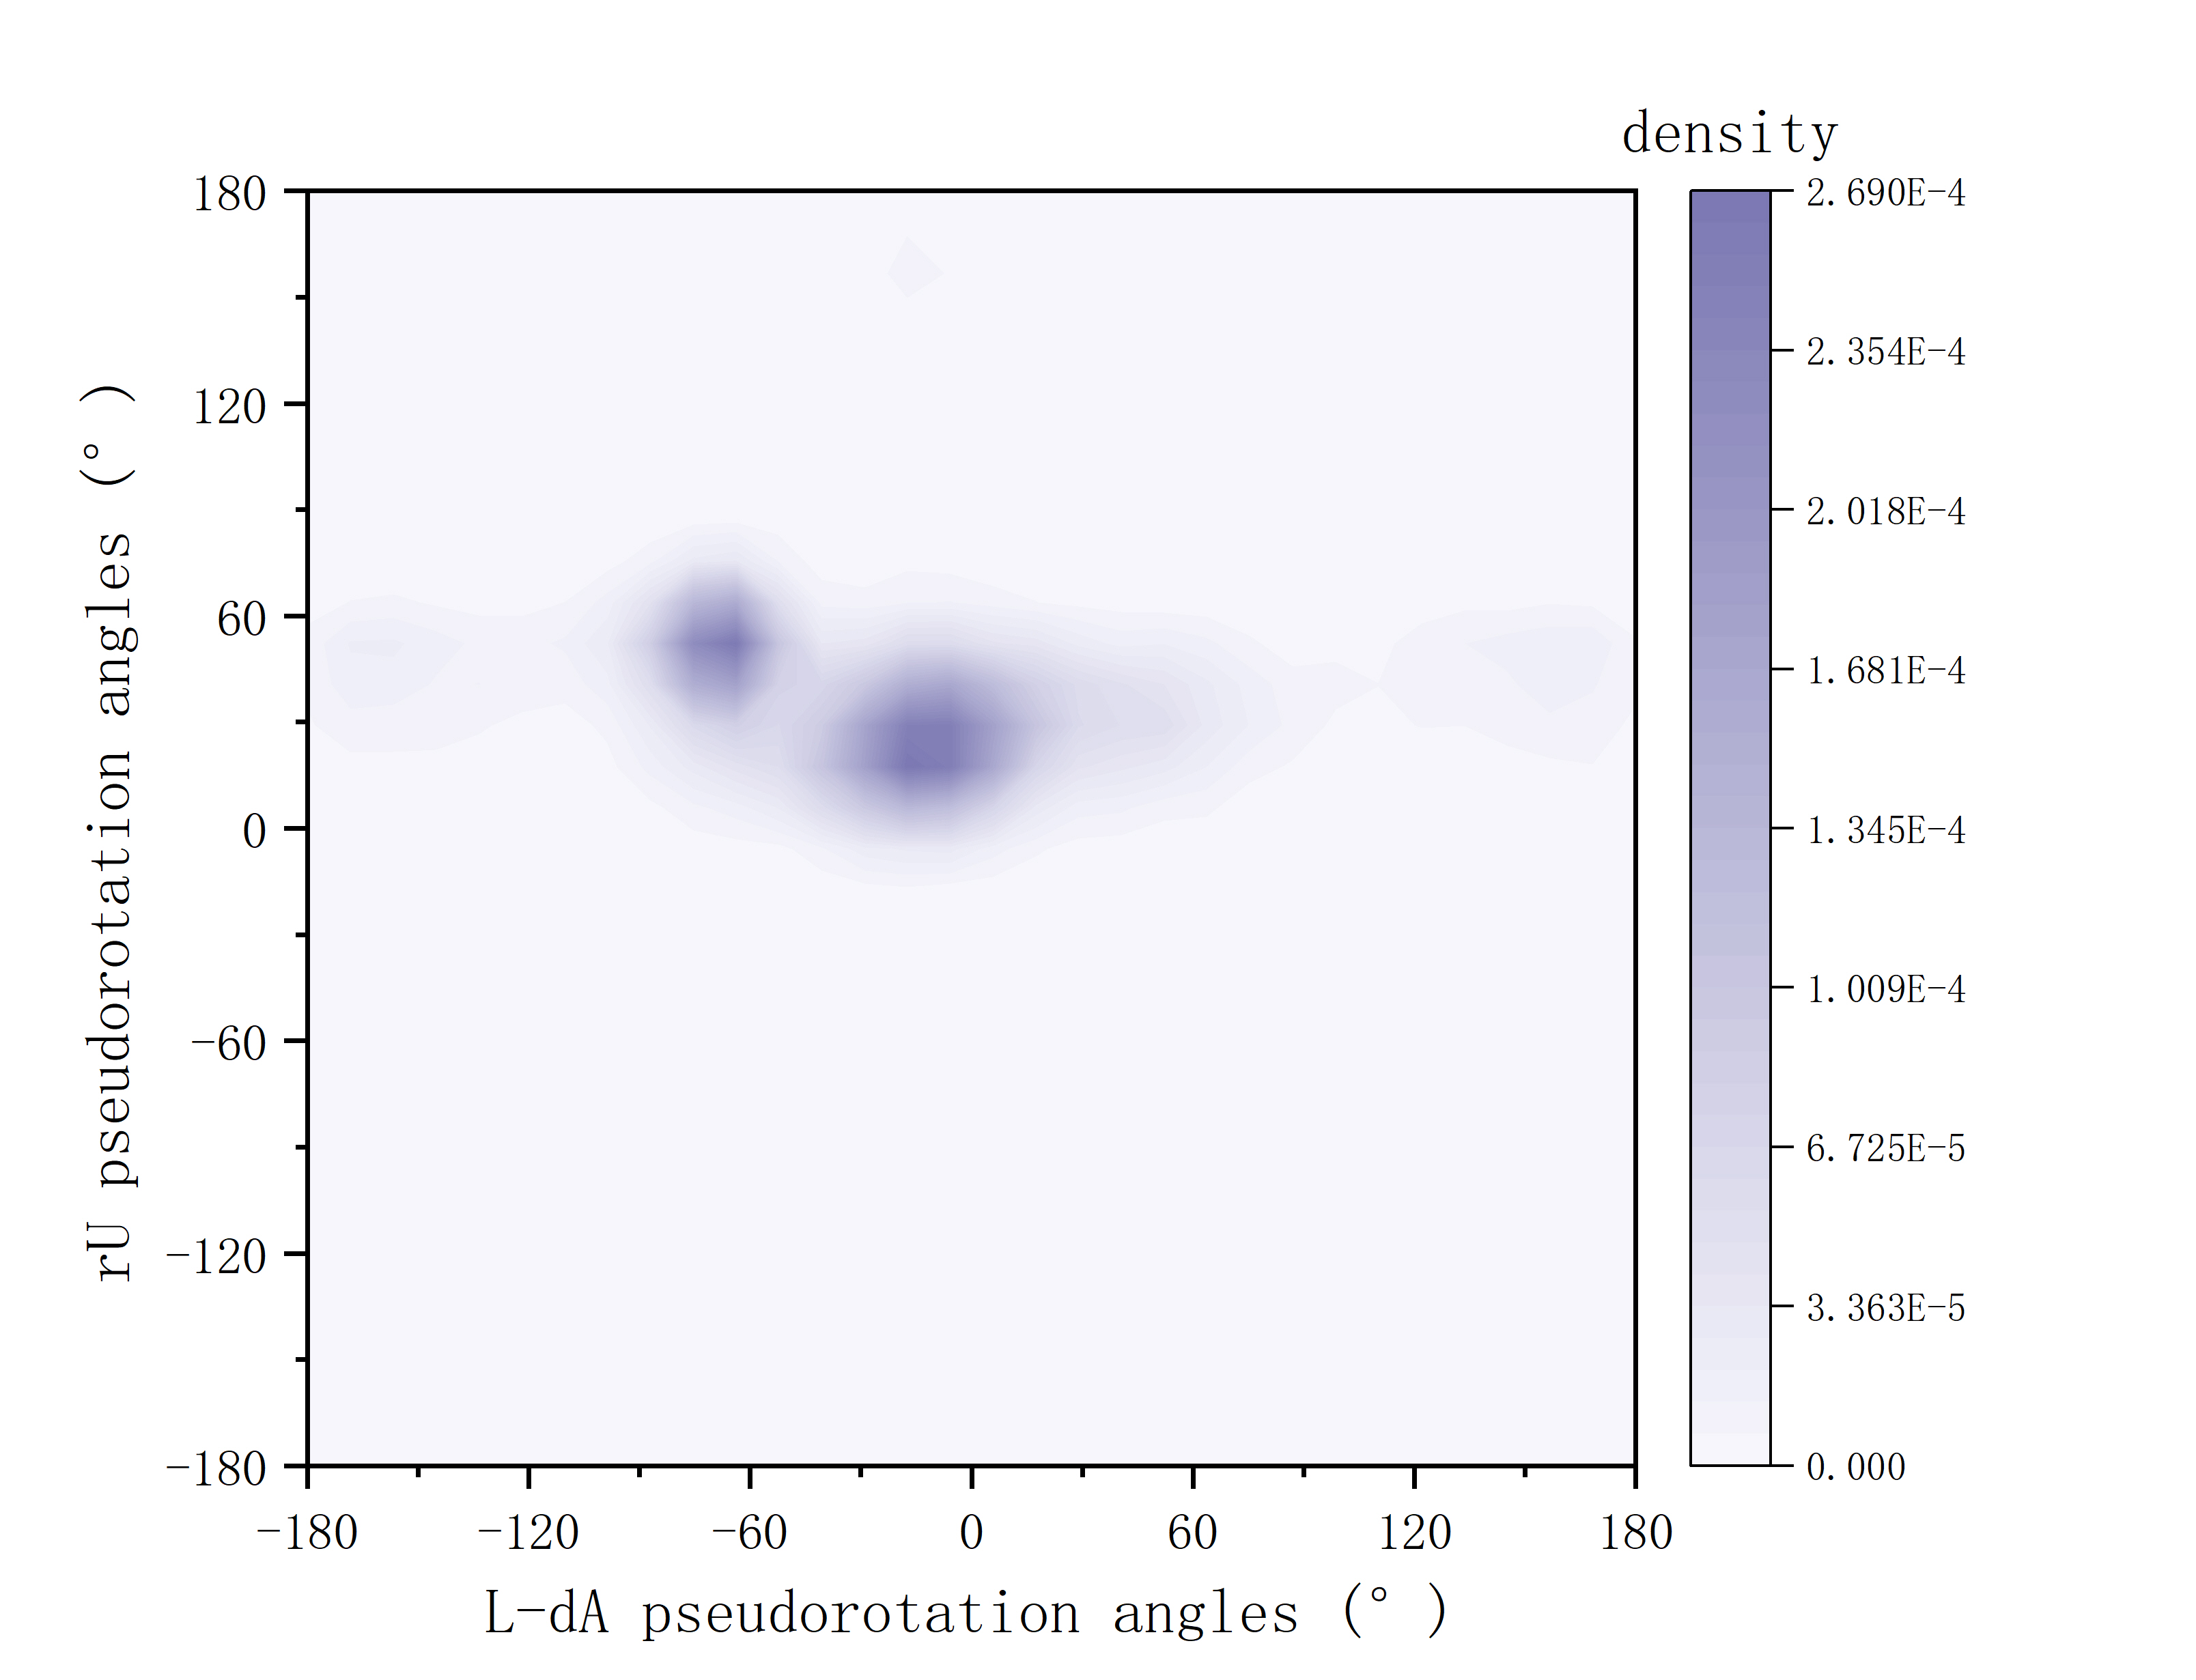 density
180
120
60
0
-60
-120
-180
rU pseudorotation angles (°)
-180
-120
-60
0
60
120
180
L-dA pseudorotation angles (°)
2.690E-4
2.354E-4
2.018E-4
1.681E-4
1.345E-4
1.009E-4
6.725E-5
3.363E-5
0.000